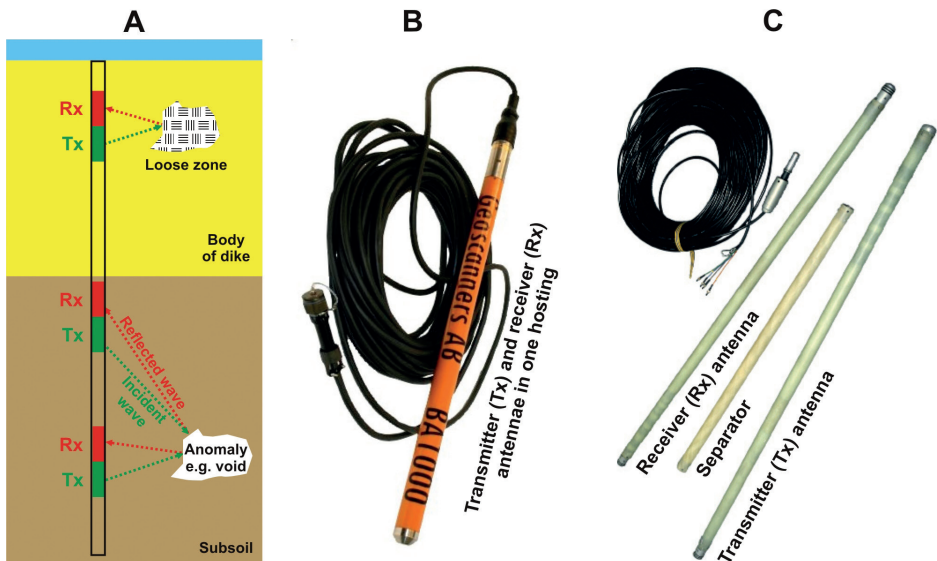 A
B
C
Rx
Tx
Loose zone
Body
of dike
Rx
Tx
Reflected wave
Incident
wave
Rx
Tx
Anomaly
e.g. void
Subsoil
Geoscanners AB
BA1000
Transmitter (Tx) and receiver (Rx)
antennae in one hosting
Receiver (Rx) antenna
Separator
Transmitter (Tx) antenna